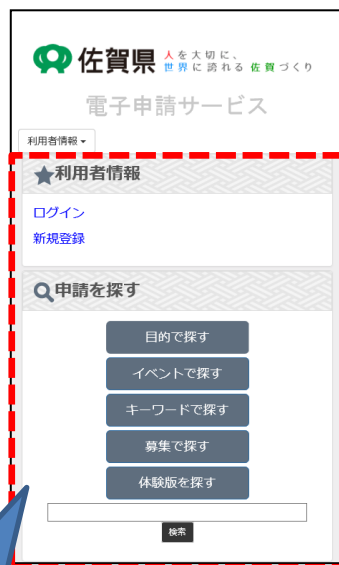 佐賀県 人を大切に、
世界に誇れる 佐賀づくり
電子申請サービス
利用者情報
利用者情報
ログイン
新規登録
申請を探す
目的で探す
イベントで探す
キーワードで探す
募集で探す
体験版を探す
検索